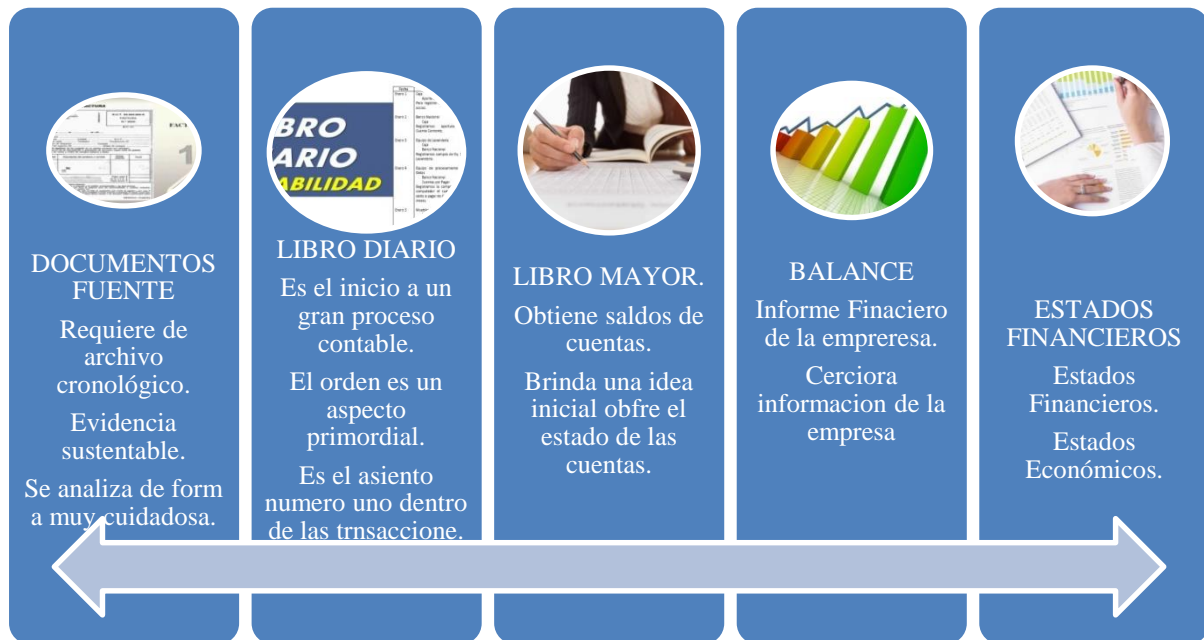 DOCUMENTOS
FUENTE
Requiere de
archivo
cronológico.
Evidencia
sustentable.
Se analiza de form
a muy cuidadosa.
BRO
ARIO
ABILIDAD
LIBRO DIARIO
Es el inicio a un
gran proceso
contable.
El orden es un
aspecto
primordial.
Es el asiento
numero uno dentro
de las trnsaccione.
LIBRO MAYOR.
Obtiene saldos de
cuentas.
Brinda una idea
inicial obfre el
estado de las
cuentas.
BALANCE
Informe Finaciero
de la empreresa.
Cerciora
informacion de la
empresa
ESTADOS
FINANCIEROS
Estados
Financieros.
Estados
Económicos.